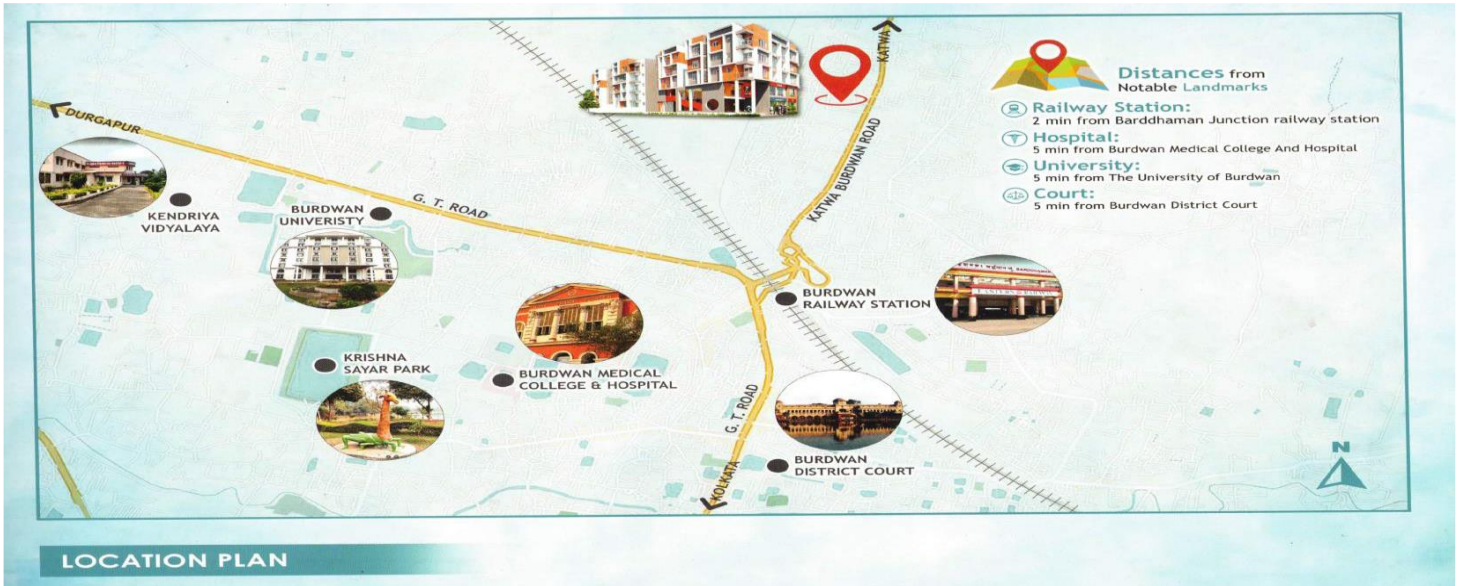 KATWA
DURGAPUR
KENDRIYA
VIDYALAYA
BURDWAN
UNIVERISTY
G. T. ROAD
KATWA BURDWAN ROAD
Distances from
Notable Landmarks
Railway Station:
2 min from Barddhaman Junction railway station
Hospital:
5 min from Burdwan Medical College And Hospital
University:
5 min from The University of Burdwan
Court:
5 min from Burdwan District Court
BURDWAN
RAILWAY STATION
KRISHNA
SAYAR PARK
BURDWAN MEDICAL
COLLEGE & HOSPITAL
G. T. ROAD
BURDWAN
DISTRICT COURT
KOLKATA
N
LOCATION PLAN